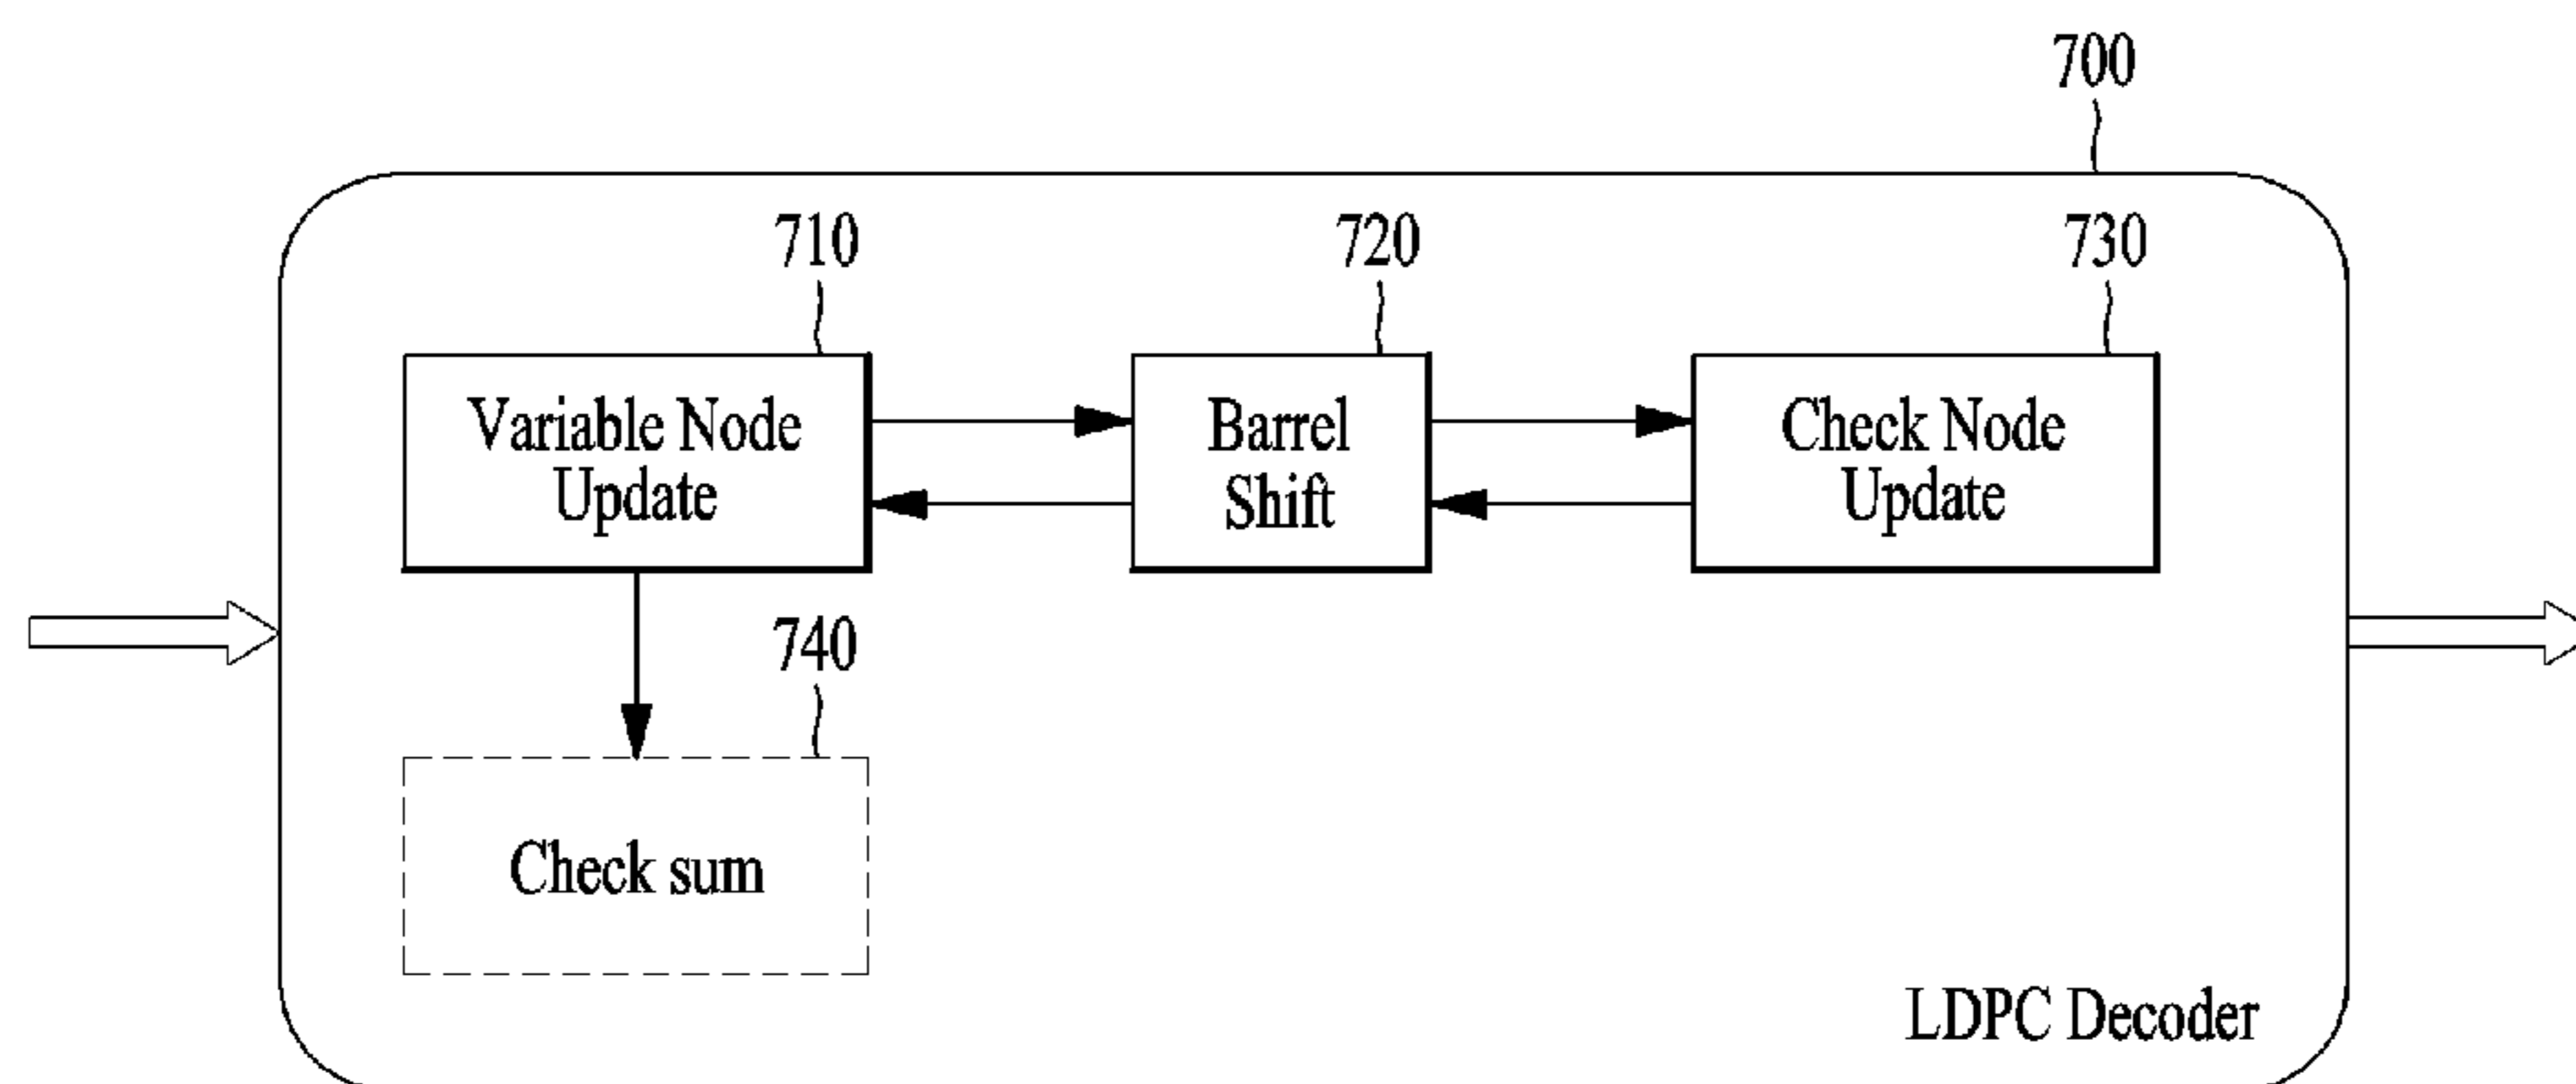 700
710
720
730
Variable Node
Update
Barrel
Shift
Check Node
Update
740
Check sum
LDPC Decoder